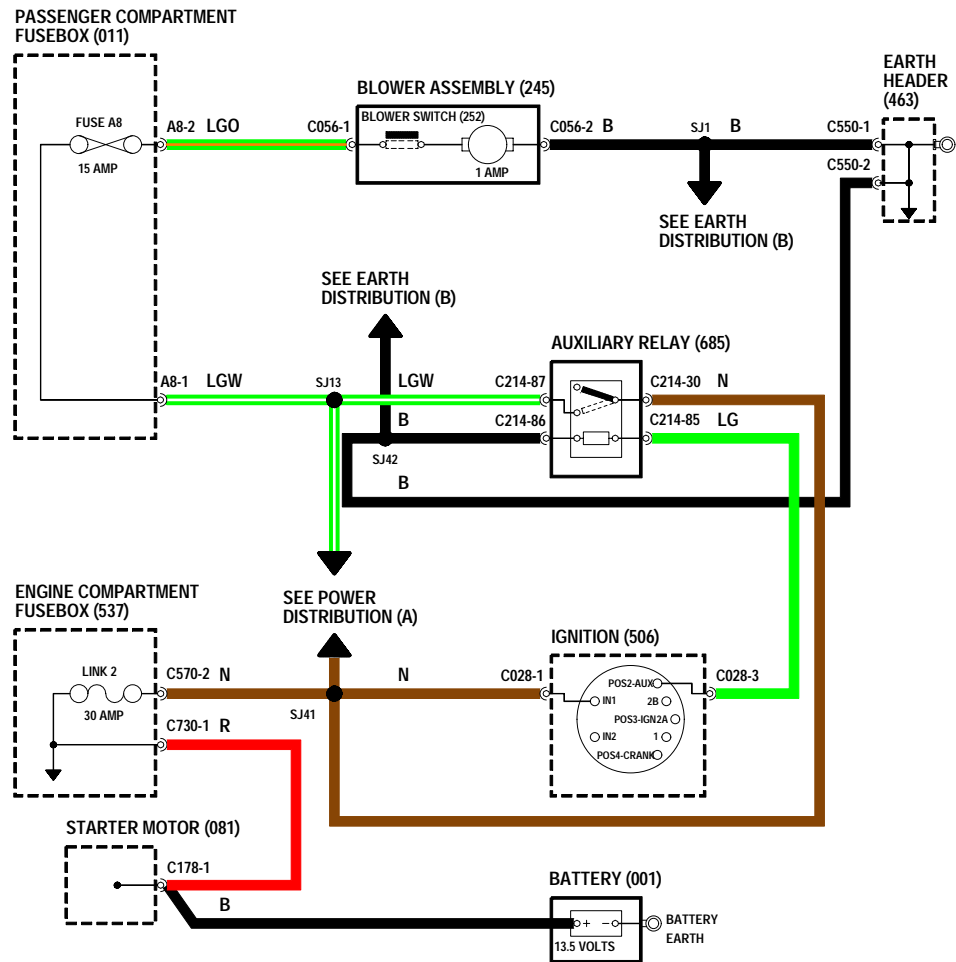 PASSENGER COMPARTMENT
FUSEBOX (011)
FUSE A8
15 AMP
A8-2 LGO
C056-1
BLOWER ASSEMBLY (245)
BLOWER SWITCH (252)
1 AMP
C056-2 B
SJ1
B
C550-1
EARTH
HEADER
(463)
C550-2
SEE EARTH
DISTRIBUTION (B)
SEE EARTH
DISTRIBUTION (B)
AUXILIARY RELAY (685)
A8-1 LGW
SJ13
LGW
C214-87
C214-30 N
B
C214-86
C214-85 LG
SJ42
B
SEE POWER
DISTRIBUTION (A)
ENGINE COMPARTMENT
FUSEBOX (537)
LINK 2
30 AMP
C570-2 N
N
C028-1
SJ41
C730-1 R
IGNITION (506)
POS2-AUX
IN1
2B
POS3-IGN2A
IN2
1
POS4-CRANK
C028-3
STARTER MOTOR (081)
C178-1
B
BATTERY (001)
+ -
13.5 VOLTS
BATTERY
EARTH